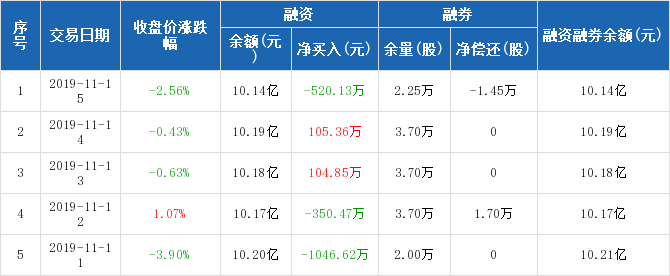 序号 交易日期 收盘价涨跌幅 融资 融券 融资融券余额(元)
余额(元) 净买入(元) 余量(股) 净偿还(股)
1 2019-11-15 -2.56% 10.14亿 -520.13万 2.25万 -1.45万 10.14亿
2 2019-11-14 -0.43% 10.19亿 105.36万 3.70万 0 10.19亿
3 2019-11-13 -0.63% 10.18亿 104.85万 3.70万 0 10.18亿
4 2019-11-12 1.07% 10.17亿 -350.47万 3.70万 1.70万 10.17亿
5 2019-11-11 -3.90% 10.20亿 -1046.62万 2.00万 0 10.21亿